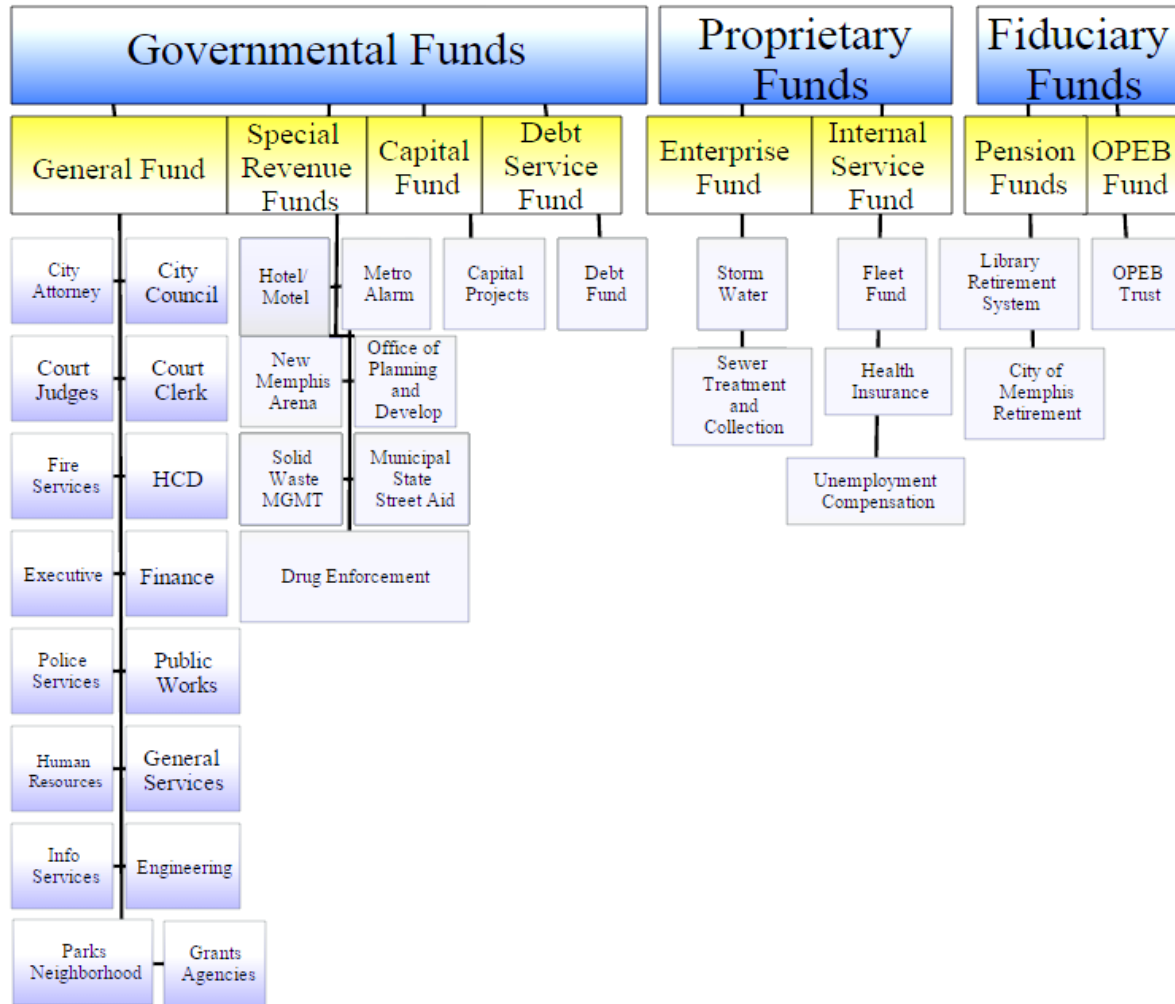 Governmental Funds
Proprietary
Funds
Fiduciary
Funds
General Fund
Special
Revenue
Funds
Capital
Fund
Debt
Service
Fund
Enterprise
Fund
Internal
Service
Fund
Pension
Funds
OPEB
Fund
City
Attorney
City
Council
Hotel/
Motel
Metro
Alarm
Capital
Projects
Debt
Fund
Storm
Water
Fleet
Fund
Library
Retirement
System
OPEB
Trust
Court
Judges
Court
Clerk
New
Memphis
Arena
Office of
Planning
and
Develop
Sewer
Treatment
and
Collection
Health
Insurance
City of
Memphis
Retirement
Fire
Services
HCD
Solid
Waste
MGMT
Municipal
State
Street Aid
Unemployment
Compensation
Executive
Finance
Drug Enforcement
Police
Services
Public
Works
Human
Resources
General
Services
Info
Services
Engineering
Parks
Neighborhood
Grants
Agencies